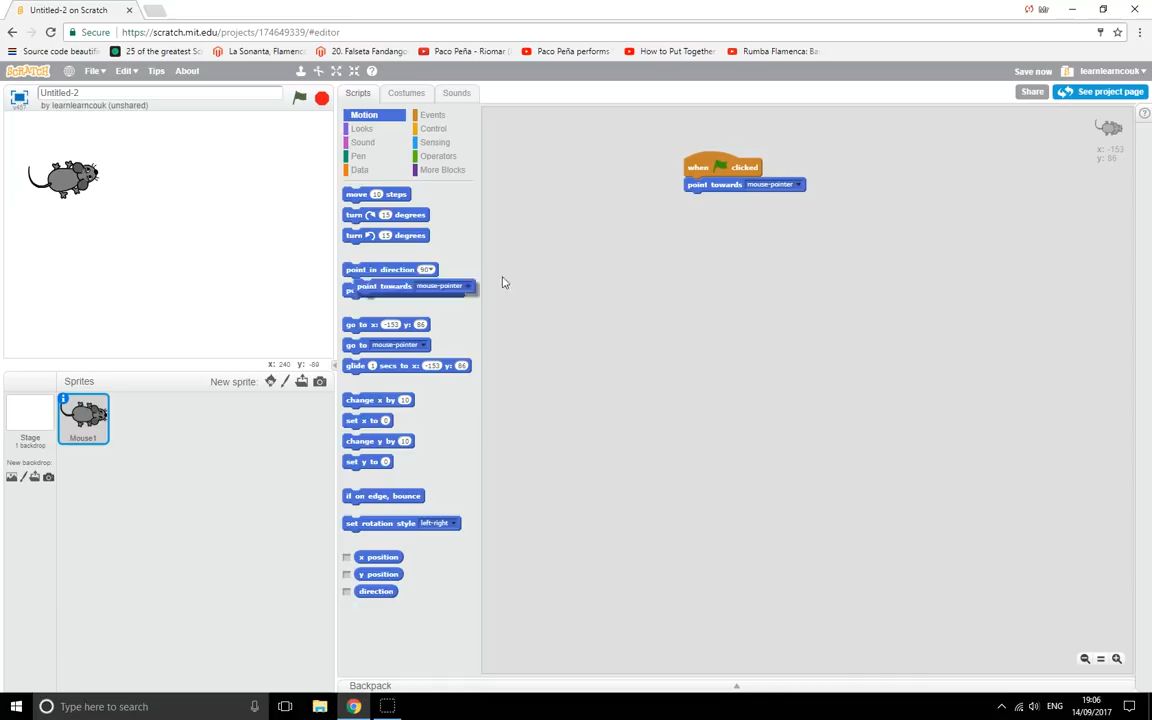 Untitled-2 on Scratch
Mr
Secure
https://scratch.mit.edu/projects/174649339/#editor
Source code beautifi
25 of the greatest Sc
La Sonanta, Flamenc
20. Falseta Fandango
Paco Peña - Riomar (
Paco Peña performs
How to Put Together
Rumba Flamenca: Ba
SCRATCH
File
Edit
Tips
About
Save now
learnlearncouk
Untitled-2
by learnlearncouk (unshared)
v457
Scripts
Costumes
Sounds
Share
See project page
Motion
Events
Looks
Control
Sound
Sensing
Pen
Operators
Data
More Blocks
x: -153
y: 86
move 10 steps
turn 15 degrees
turn 15 degrees
point in direction 90
point towards mouse-pointer
go to x: -153 y: 86
go to mouse-pointer
glide 1 secs to x: -153 y: 86
change x by 10
set x to 0
change y by 10
set y to 0
if on edge, bounce
set rotation style left-right
x position
y position
direction
when clicked
point towards mouse-pointer
x: 240 y: -89
Sprites
New sprite:
Stage
1 backdrop
New backdrop:
Mouse1
Backpack
Type here to search
ENG
19:06
14/09/2017